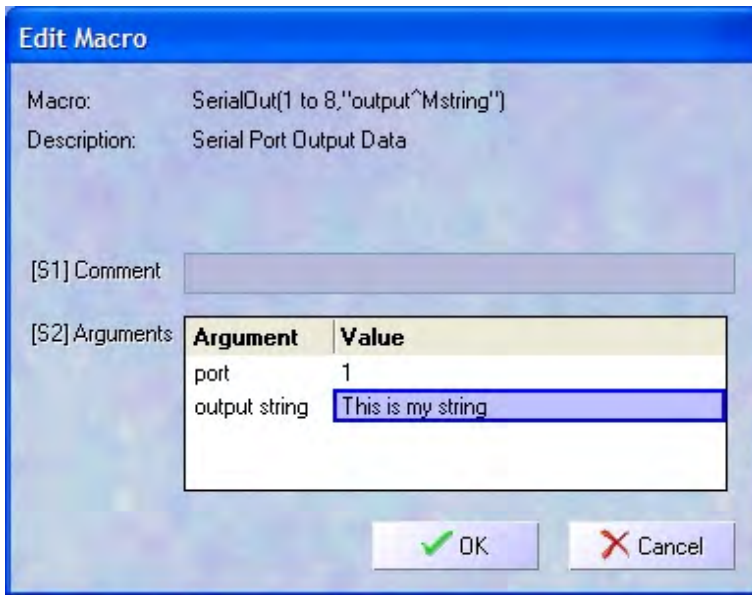 Edit Macro
Macro: SerialOut(1 to 8,"output^Mstring")
Description: Serial Port Output Data
[S1] Comment
[S2] Arguments
Argument Value
port 1
output string This is my string
OK Cancel